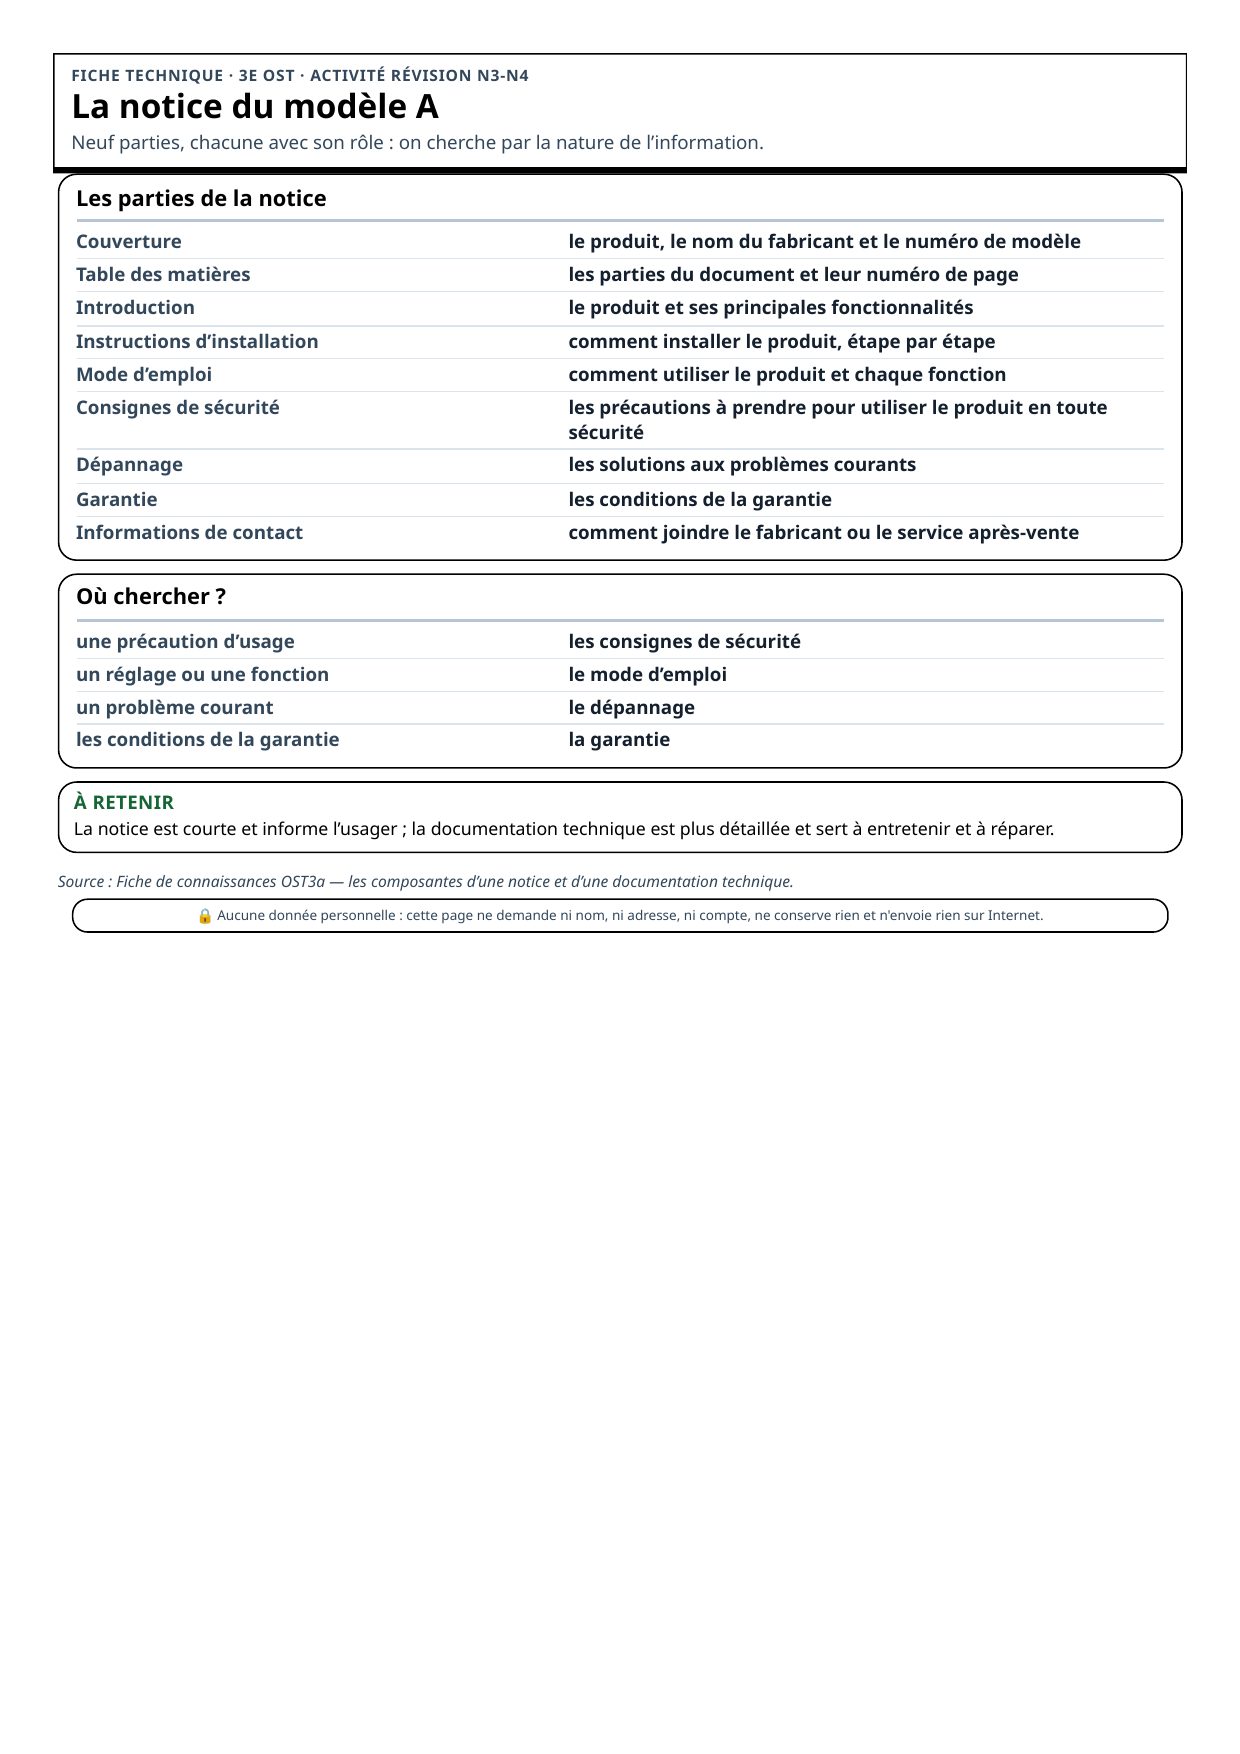 FICHE TECHNIQUE · 3E OST · ACTIVITÉ RÉVISION N3-N4
La notice du modèle A
Neuf parties, chacune avec son rôle : on cherche par la nature de l’information.
Les parties de la notice
Couverture le produit, le nom du fabricant et le numéro de modèle
Table des matières les parties du document et leur numéro de page
Introduction le produit et ses principales fonctionnalités
Instructions d’installation comment installer le produit, étape par étape
Mode d’emploi comment utiliser le produit et chaque fonction
Consignes de sécurité les précautions à prendre pour utiliser le produit en toute
sécurité
Dépannage les solutions aux problèmes courants
Garantie les conditions de la garantie
Informations de contact comment joindre le fabricant ou le service après-vente
Où chercher ?
une précaution d’usage les consignes de sécurité
un réglage ou une fonction le mode d’emploi
un problème courant le dépannage
les conditions de la garantie la garantie
À RETENIR
La notice est courte et informe l’usager ; la documentation technique est plus détaillée et sert à entretenir et à réparer.
Source : Fiche de connaissances OST3a — les composantes d’une notice et d’une documentation technique.
🔒 Aucune donnée personnelle : cette page ne demande ni nom, ni adresse, ni compte, ne conserve rien et n'envoie rien sur Internet.